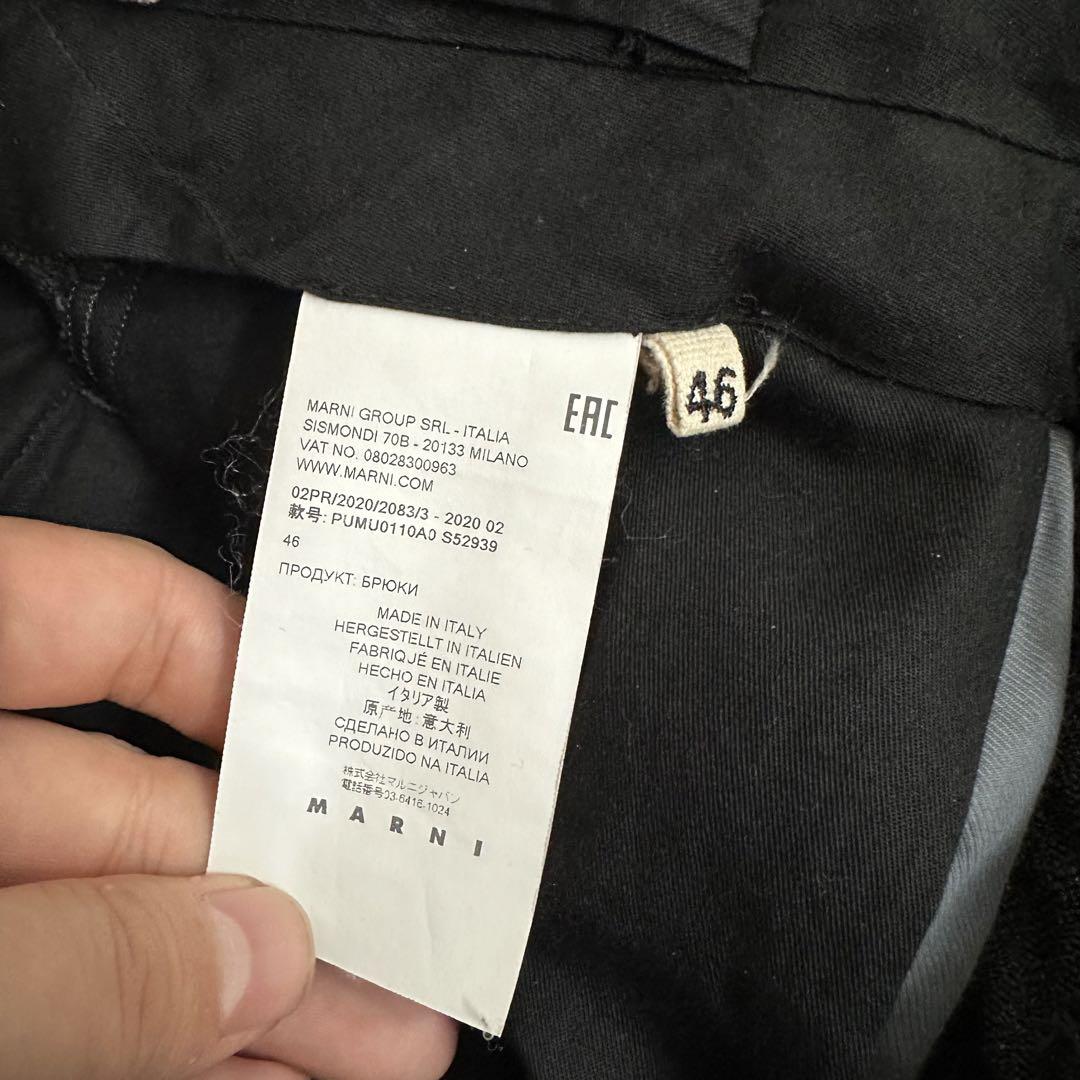 EAC
46
MARNI GROUP SRL - ITALIA
SISMONDI 70B - 20133 MILANO
VAT NO. 08028300963
WWW.MARNI.COM
02PR/2020/2083/3 - 2020 02
款号: PUMU0110A0 S52939
46
ПРОДУКТ: БРЮКИ
MADE IN ITALY
HERGESTELLT IN ITALIEN
FABRIQUÉ EN ITALIE
HECHO EN ITALIA
イタリア製
原产地:意大利
СДЕЛАНО В ИТАЛИИ
PRODUZIDO NA ITALIA
株式会社マルニジャパン
電話番号03-6416-1024
MARNI